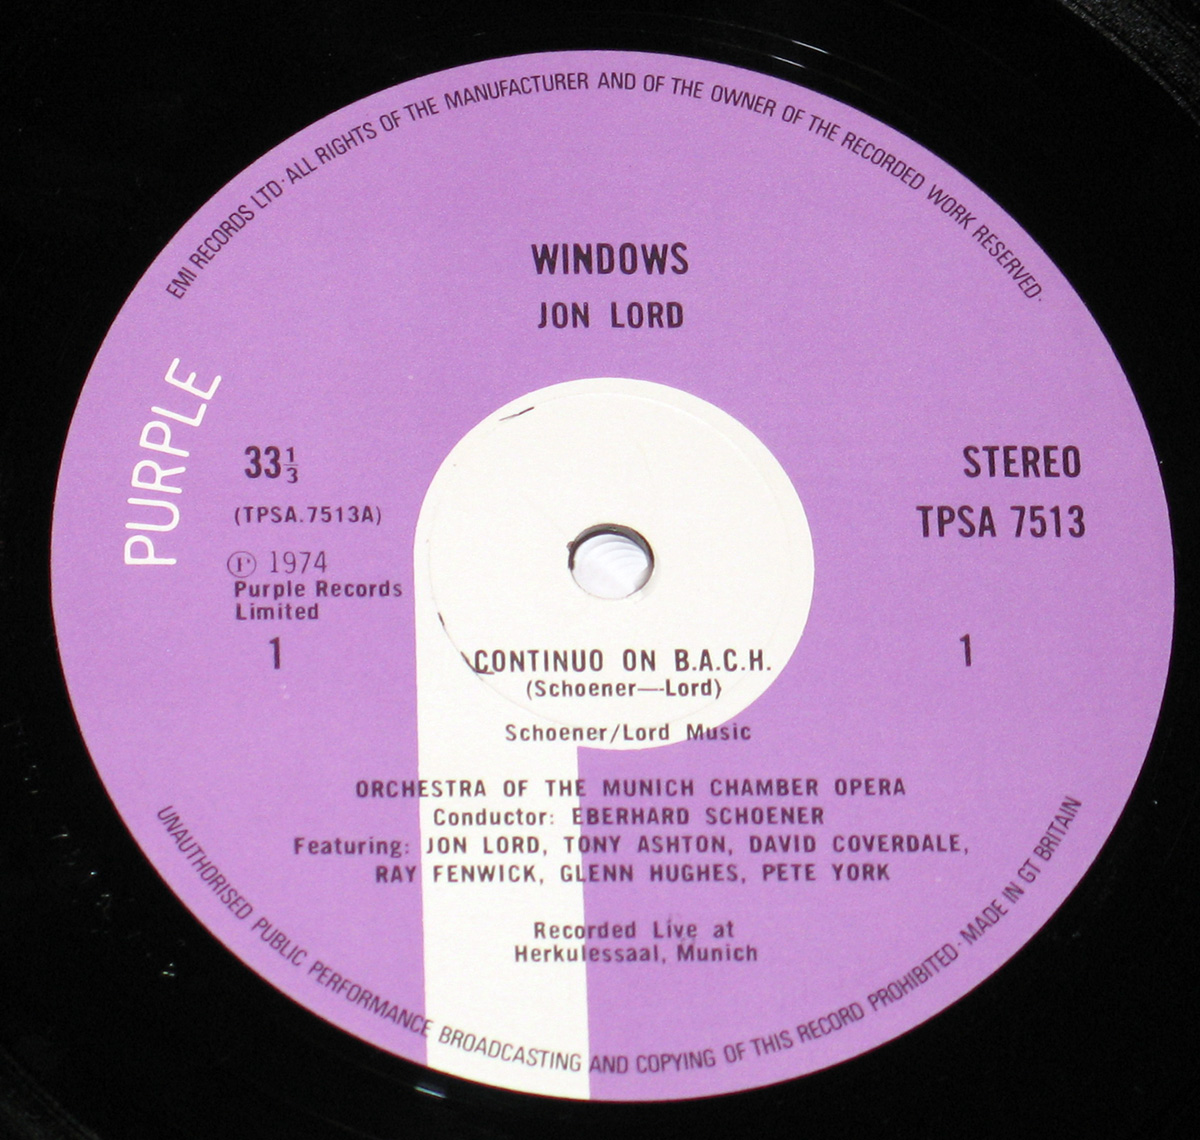 EMI RECORDS LTD· ALL RIGHTS OF THE MANUFACTURER AND OF THE OWNER OF THE RECORDED WORK RESERVED·
WINDOWS
JON LORD
PURPLE
33 1/3
(TPSA.7513A)
Ⓟ 1974
Purple Records
Limited
1
STEREO
TPSA 7513
1
CONTINUO ON B.A.C.H.
(Schoener—Lord)
Schoener/Lord Music
ORCHESTRA OF THE MUNICH CHAMBER OPERA
Conductor: EBERHARD SCHOENER
Featuring: JON LORD, TONY ASHTON, DAVID COVERDALE,
RAY FENWICK, GLENN HUGHES, PETE YORK
Recorded Live at
Herkulessaal, Munich
UNAUTHORISED PUBLIC PERFORMANCE BROADCASTING AND COPYING OF THIS RECORD PROHIBITED· MADE IN GT BRITAIN